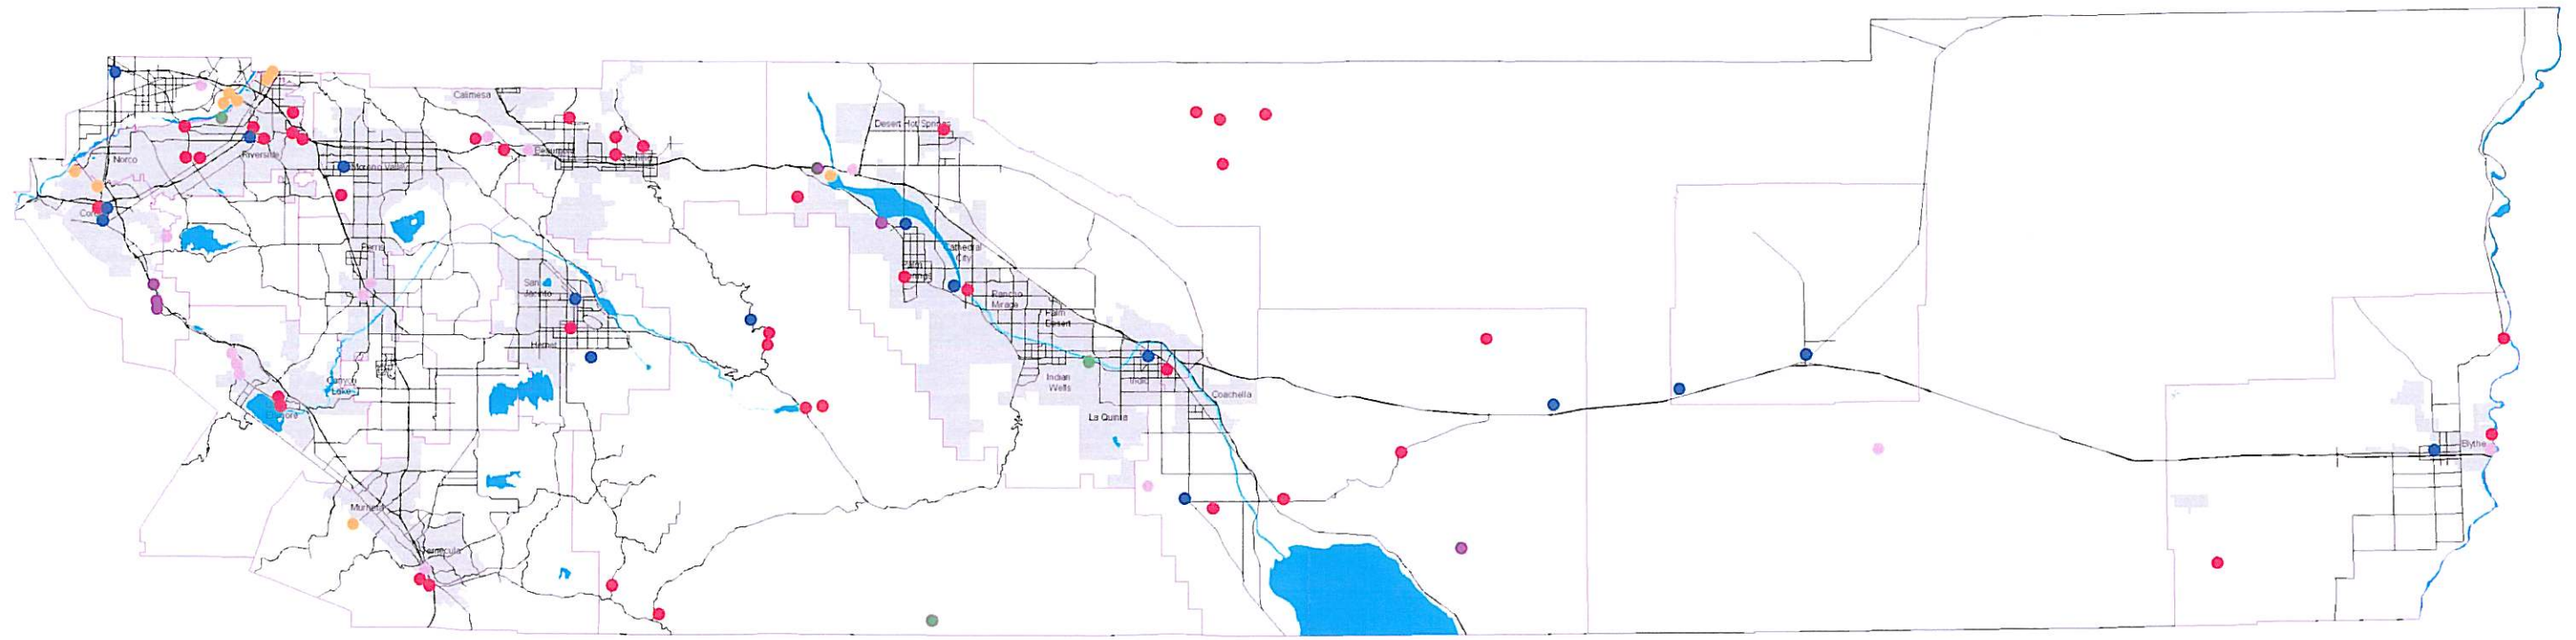 Calimesa
Desert Hot Springs
Norco
Riverside
Moreno Valley
Beaumont
Banning
Perris
Cathedral
City
San
Jacinto
Rancho
Mirage
Palm
Desert
Hemet
Canyon
Lake
Indian
Wells
Indio
Coachella
La Quinta
Blythe
Murrieta
Temecula